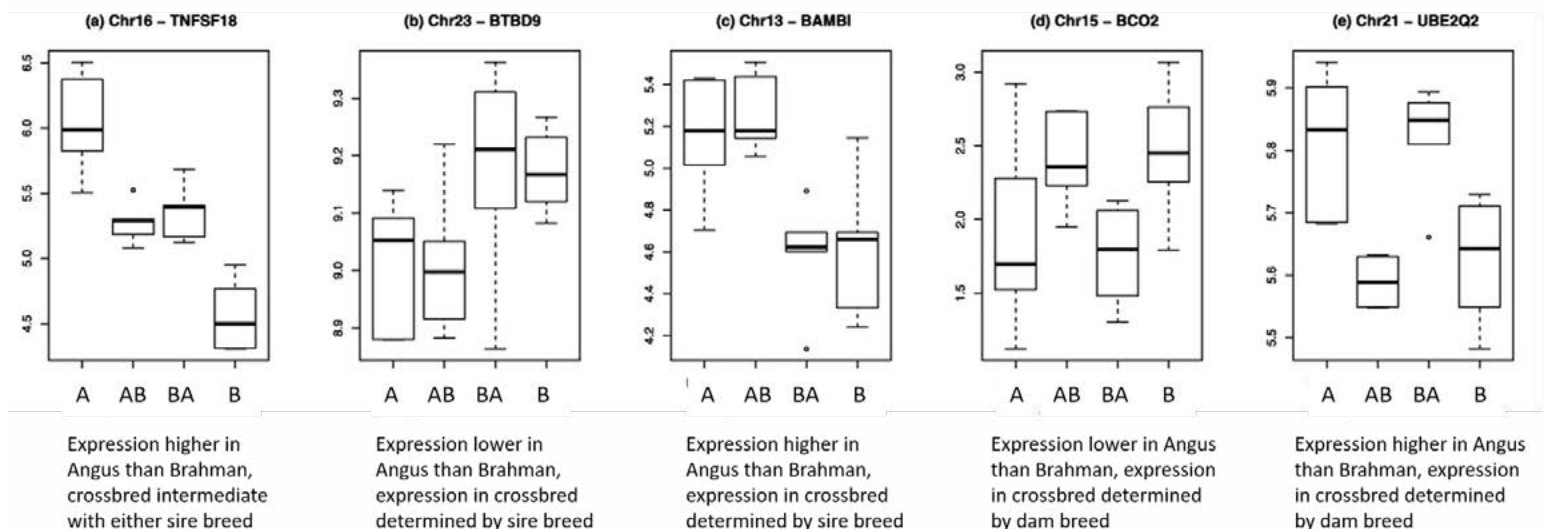 (a) Chr16 – TNFSF18
6.5
6.0
5.5
5.0
4.5
A AB BA B
Expression higher in
Angus than Brahman,
crossbred intermediate
with either sire breed
(b) Chr23 – BTBD9
9.3
9.2
9.1
9.0
8.9
A AB BA B
Expression lower in
Angus than Brahman,
expression in crossbred
determined by sire breed
(c) Chr13 – BAMBI
5.4
5.2
5.0
4.8
4.6
4.4
4.2
A AB BA B
Expression higher in
Angus than Brahman,
expression in crossbred
determined by sire breed
(d) Chr15 – BCO2
3.0
2.5
2.0
1.5
A AB BA B
Expression lower in Angus
than Brahman, expression
in crossbred determined
by dam breed
(e) Chr21 – UBE2Q2
5.9
5.8
5.7
5.6
5.5
A AB BA B
Expression higher in Angus
than Brahman, expression
in crossbred determined
by dam breed